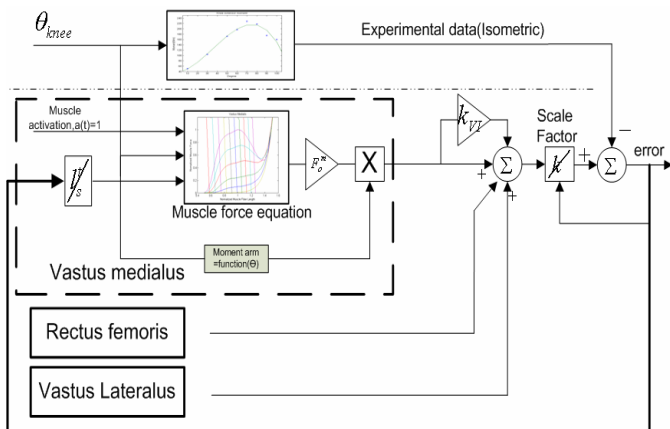 θknee
Experimental data(Isometric)
Muscle
activation,a(t)=1
kVI
Scale
Factor
−
l s t
F o m
X
Σ
k
Σ
error
+
+
+
Muscle force equation
Moment arm
=function(Θ)
Vastus medialus
Rectus femoris
Vastus Lateralus